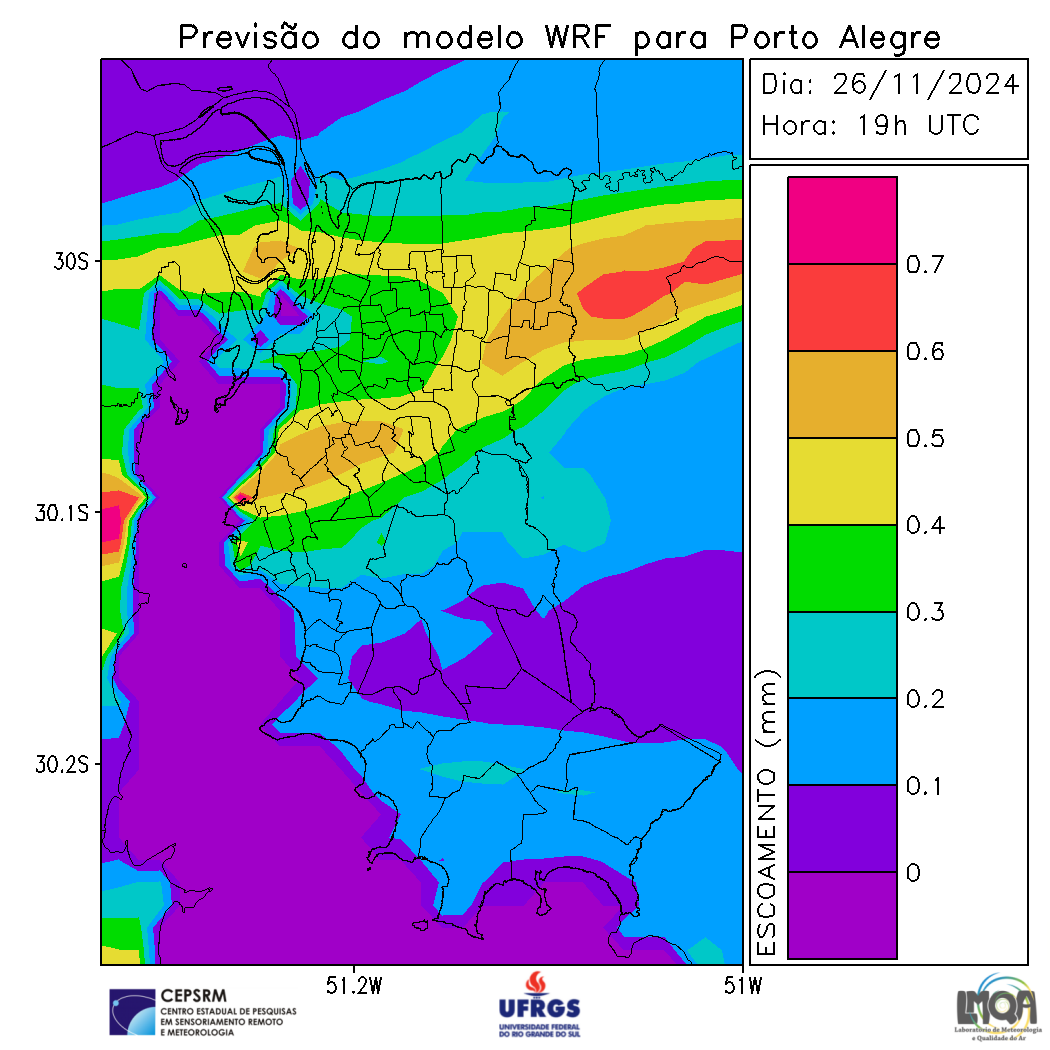 Previsão do modelo WRF para Porto Alegre
Dia: 26/11/2024
Hora: 19h UTC
30S
30.1S
30.2S
51.2W
51W
0.7
0.6
0.5
0.4
0.3
0.2
0.1
0
ESCOAMENTO (mm)
CEPSRM
CENTRO ESTADUAL DE PESQUISAS
EM SENSORIAMENTO REMOTO
E METEOROLOGIA
UFRGS
UNIVERSIDADE FEDERAL
DO RIO GRANDE DO SUL
LMQA
Laboratório de Meteorologia
e Qualidade do Ar